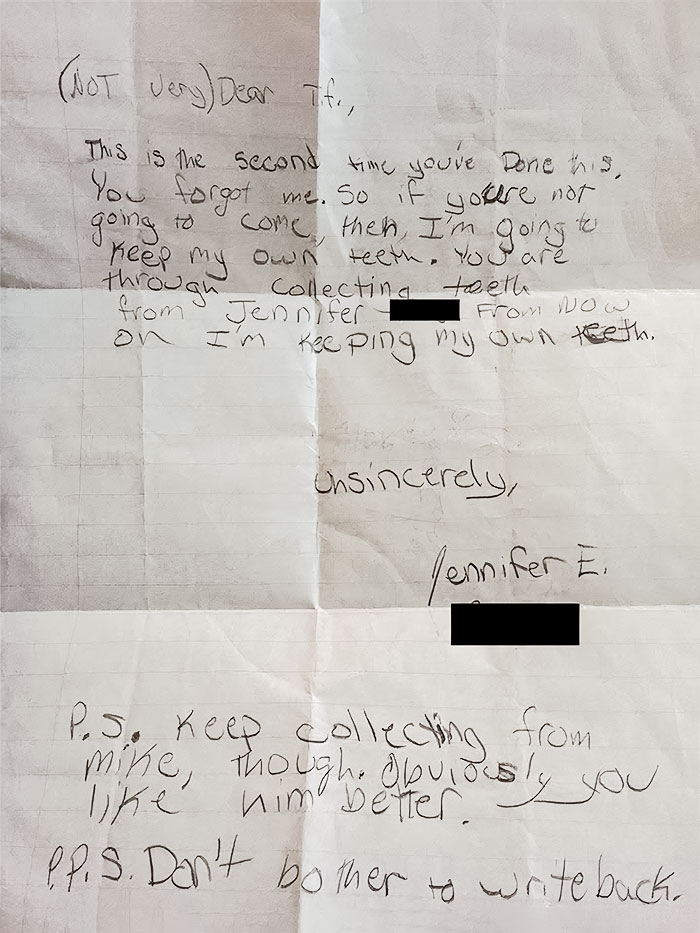 (NOT very) Dear T.f.,
This is the second time you've Done this.
You forgot me. So if you're not
going to come, then, I'm going to
Keep my own teeth. You are
through collecting teeth
from Jennifer From NOW
on I'm keeping my own teeth.
Unsincerely,
Jennifer E.
P.S. Keep collecting from
mike, though. Obviously you
like him better.
P.P.S. Don't bother to write back.